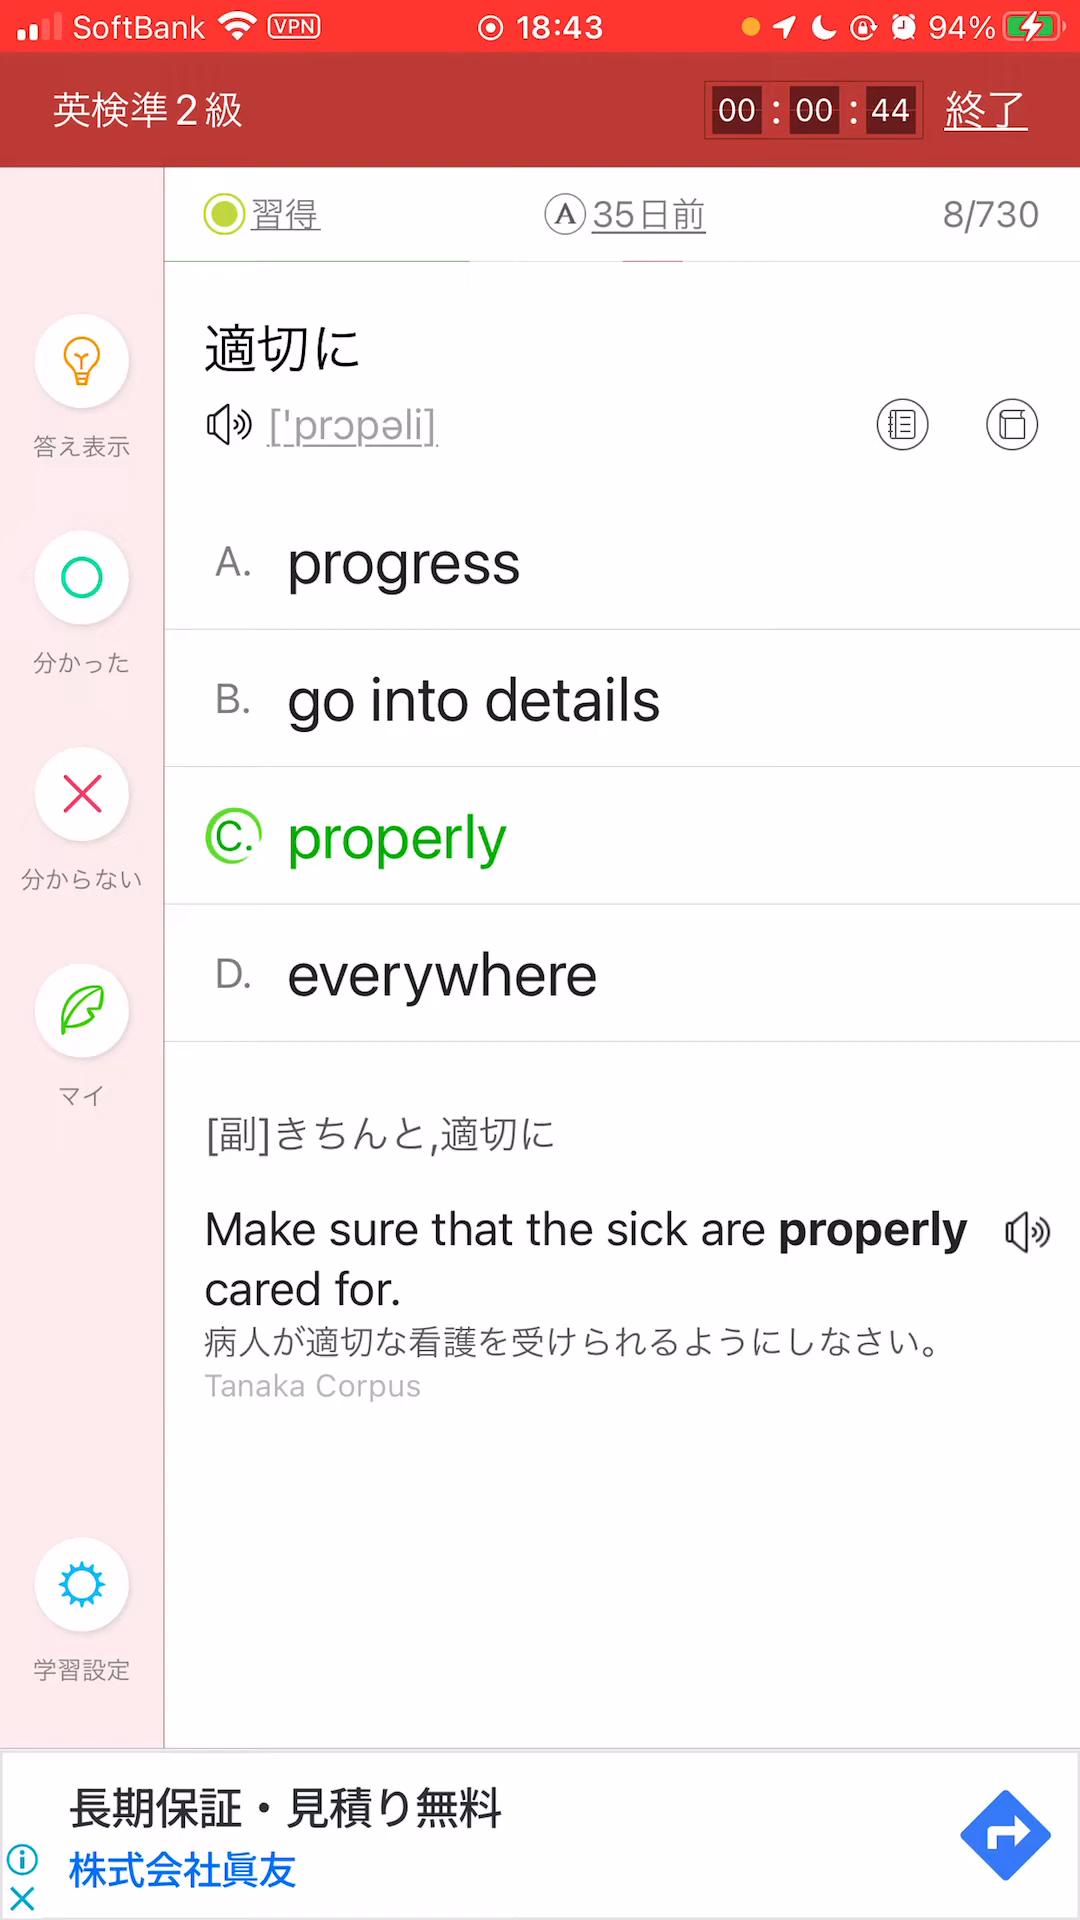 SoftBank VPN 18:43 94%
英検準2級 00 : 00 : 44 終了
習得 A 35日前 8/730
適切に
['prɔpəli]
A. progress
B. go into details
C. properly
D. everywhere
答え表示
分かった
分からない
マイ
学習設定
[副]きちんと,適切に
Make sure that the sick are properly
cared for.
病人が適切な看護を受けられるようにしなさい。
Tanaka Corpus
長期保証・見積り無料
株式会社眞友